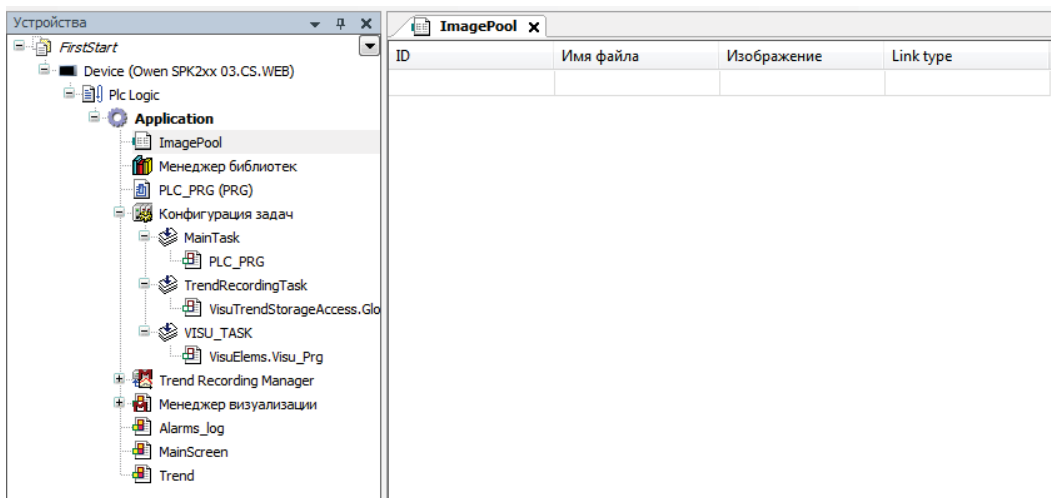 Устройства
FirstStart
Device (Owen SPK2xx 03.CS.WEB)
Plc Logic
Application
ImagePool
Менеджер библиотек
PLC_PRG (PRG)
Конфигурация задач
MainTask
PLC_PRG
TrendRecordingTask
VisuTrendStorageAccess.Glo
VISU_TASK
VisuElems.Visu_Prg
Trend Recording Manager
Менеджер визуализации
Alarms_log
MainScreen
Trend
ImagePool
ID Имя файла Изображение Link type